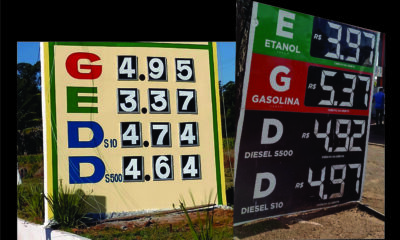 G 4.95
E 3.37
D S10 4.74
D S500 4.64
E R$ 3.97
ETANOL
G R$ 5.37
GASOLINA
D R$ 4.92
DIESEL S500
D R$ 4.97
DIESEL S10